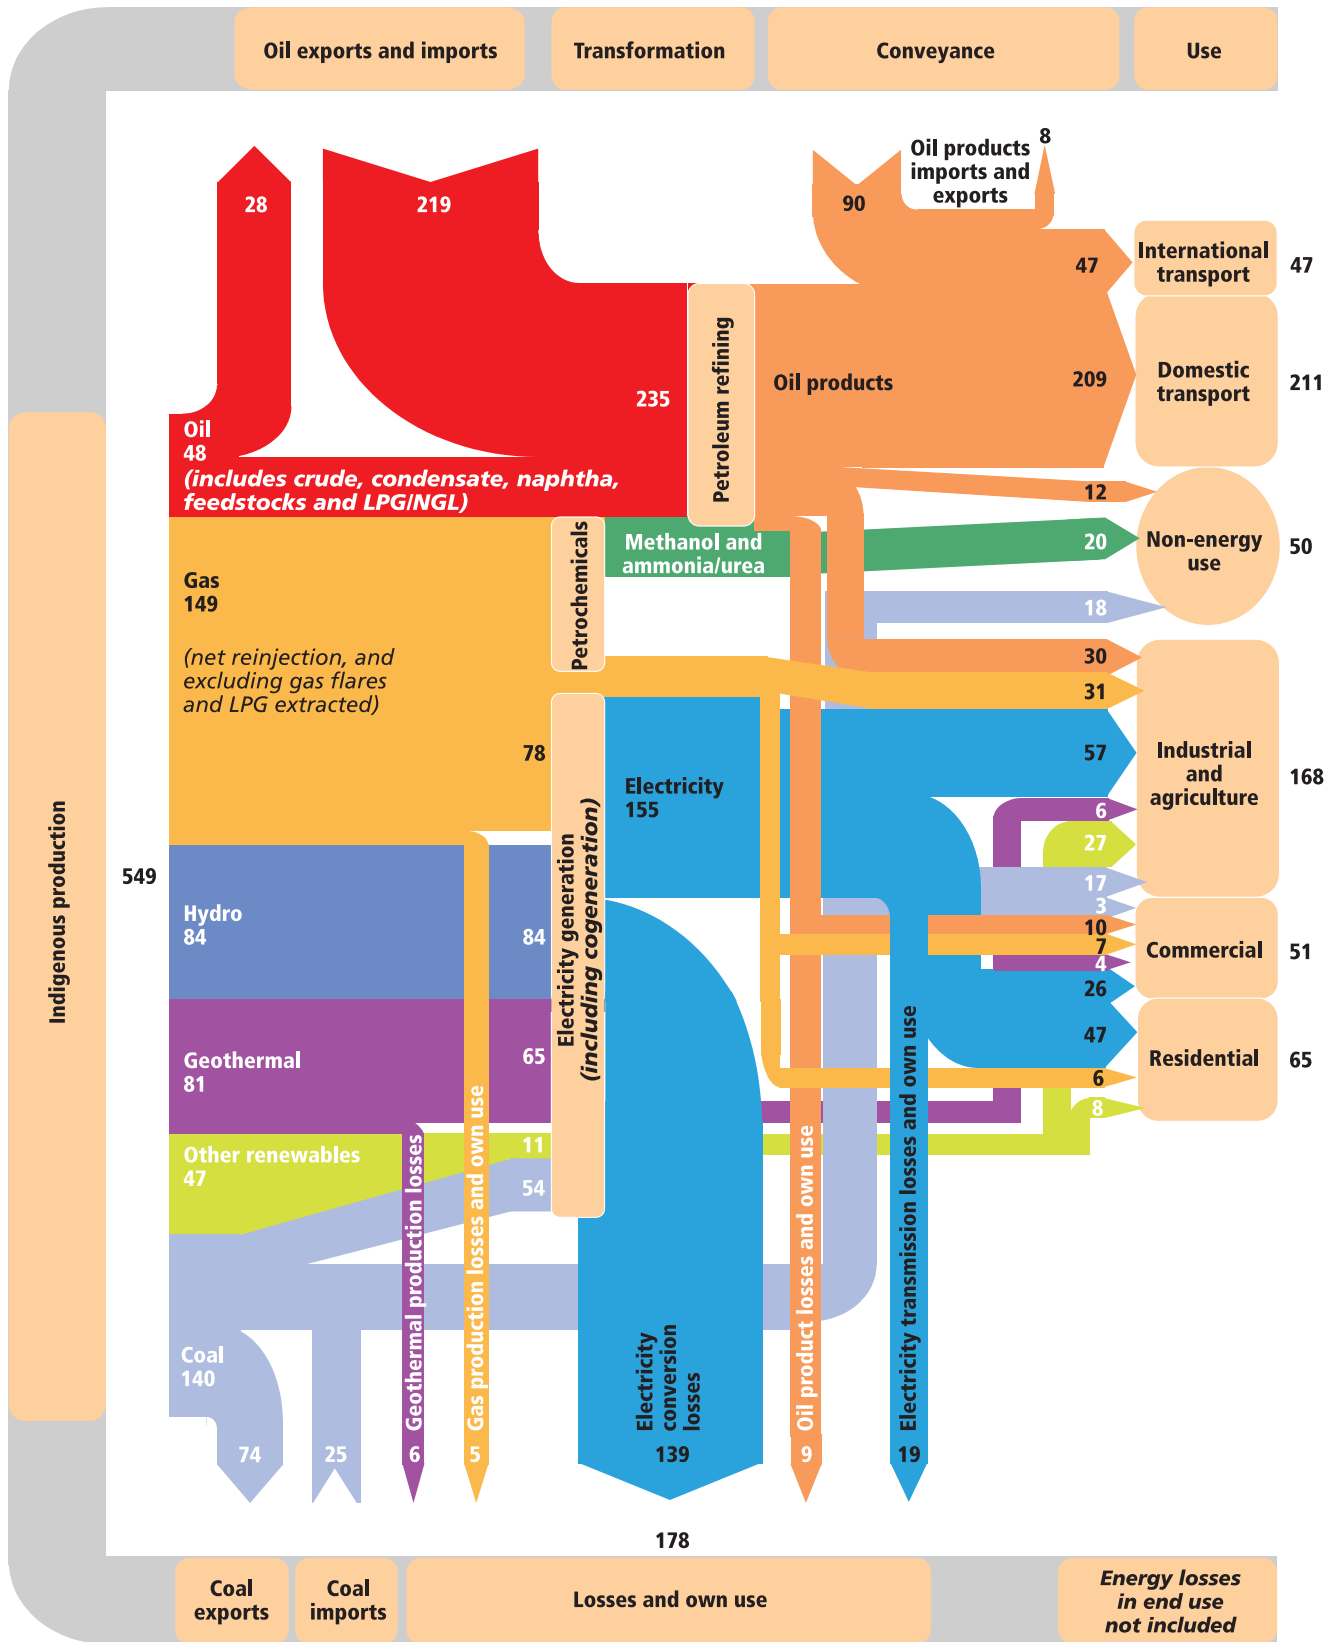 Oil exports and imports
Transformation
Conveyance
Use
28
219
90
Oil products
imports and
exports
8
47
International
transport
47
Oil
48
(includes crude, condensate, naphtha,
feedstocks and LPG/NGL)
235
Petroleum refining
Oil products
209
Domestic
transport
211
12
Gas
149
(net reinjection, and
excluding gas flares
and LPG extracted)
Petrochemicals
Methanol and
ammonia/urea
20
Non-energy
use
50
18
30
31
78
Electricity generation
(including cogeneration)
Electricity
155
57
Industrial
and
agriculture
168
6
27
17
Indigenous production
549
Hydro
84
84
3
10
7
4
26
Commercial
51
Geothermal
81
65
47
6
8
Residential
65
Other renewables
47
11
54
Coal
140
74
25
Geothermal production losses
6
Gas production losses and own use
5
Electricity
conversion
losses
139
Oil product losses and own use
9
Electricity transmission losses and own use
19
178
Coal
exports
Coal
imports
Losses and own use
Energy losses
in end use
not included